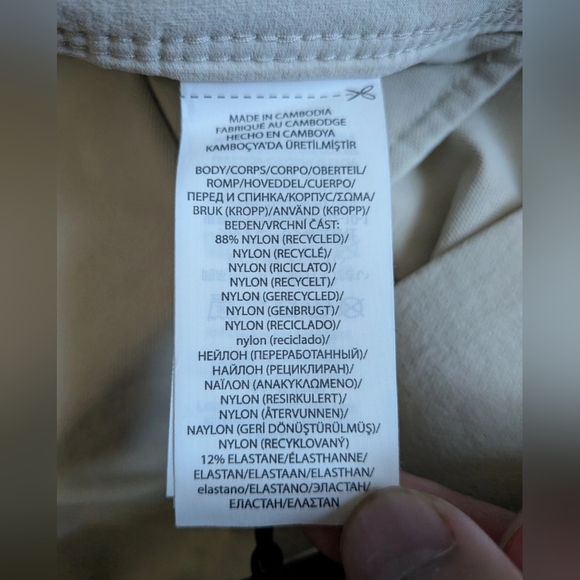 MADE IN CAMBODIA
FABRIQUÉ AU CAMBODGE
HECHO EN CAMBOYA
KAMBOÇYA'DA ÜRETİLMİŞTİR
BODY/CORPS/CORPO/OBERTEIL/
ROMP/HOVEDDEL/CUERPO/
ПЕРЕД И СПИНКА/КОРПУС/ΣΩΜΑ/
BRUK (KROPP)/ANVÄND (KROPP)/
BEDEN/VRCHNÍ ČÁST:
88% NYLON (RECYCLED)/
NYLON (RECYCLÉ)/
NYLON (RICICLATO)/
NYLON (RECYCELT)/
NYLON (GERECYCLED)/
NYLON (GENBRUGT)/
NYLON (RECICLADO)/
nylon (reciclado)/
НЕЙЛОН (ПЕРЕРАБОТАННЫЙ)/
НАЙЛОН (РЕЦИКЛИРАН)/
ΝΑΪΛΟΝ (ΑΝΑΚΥΚΛΩΜΕΝΟ)/
NYLON (RESIRKULERT)/
NYLON (ÅTERVUNNEN)/
NAYLON (GERİ DÖNÜŞTÜRÜLMÜŞ)/
NYLON (RECYKLOVANÝ)
12% ELASTANE/ÉLASTHANNE/
ELASTAN/ELASTAAN/ELASTHAN/
elastano/ELASTANO/ЭЛАСТАН/
ЕЛАСТАН/ΕΛΑΣΤΑΝ